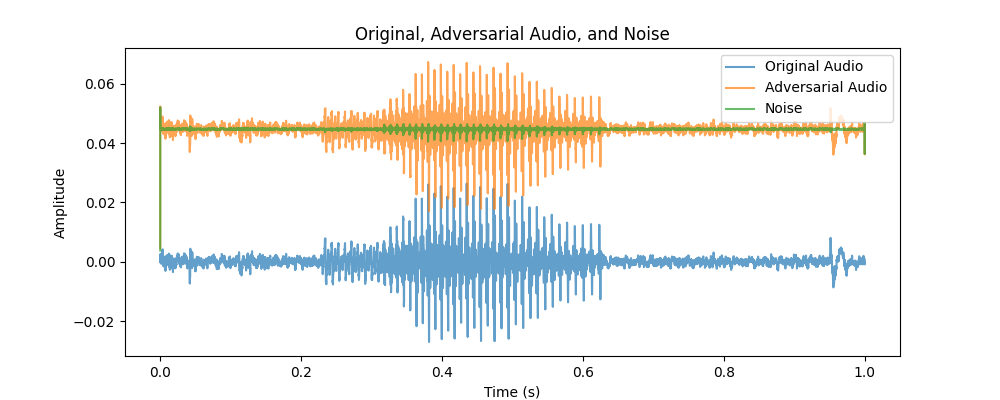 Original, Adversarial Audio, and Noise
Original Audio
Adversarial Audio
Noise
Amplitude
0.06
0.04
0.02
0.00
−0.02
0.0 0.2 0.4 0.6 0.8 1.0
Time (s)